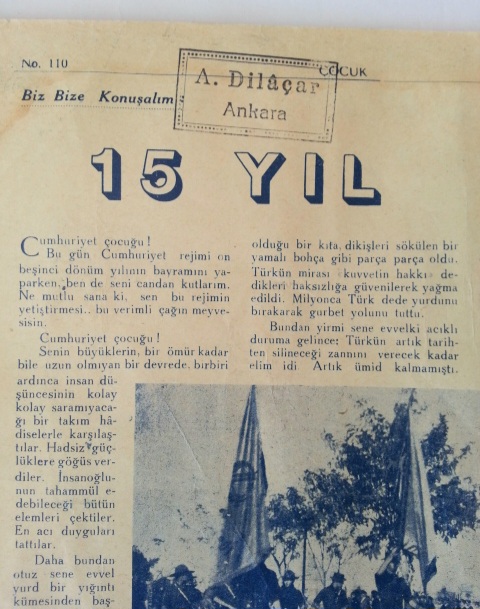 No. 110
ÇOCUK
A. Dilâçar
Ankara
Biz Bize Konuşalım
15 YIL
Cumhuriyet çocuğu!
Bu gün Cumhuriyet rejimi on
beşinci dönüm yılının bayramını ya-
parken, ben de seni candan kutlarım.
Ne mutlu sana ki, sen bu rejimin
yetiştirmesi.. bu verimli çağın meyve-
sisin.
Cumhuriyet çocuğu!
Senin büyüklerin, bir ömür kadar
bile uzun olmıyan bir devrede, birbiri
ardınca insan dü-
şüncesinin kolay
kolay saramıyaca-
ğı bir takım hâ-
diselerle karşılaş-
tılar. Hadsiz güç-
lüklere göğüs ver-
diler. İnsanoğlu-
nun tahammül e-
debileceği bütün
elemleri çektiler.
En acı duyguları
tattılar.
Daha bundan
otuz sene evvel
yurd bir yığıntı
kümesinden baş-
olduğu bir kıta, dikişleri sökülen bir
yamalı bohça gibi parça parça oldu.
Türkün mirası kuvvetin hakkı de-
dikleri haksızlığa güvenilerek yağma
edildi. Milyonca Türk dede yurdunu
bırakarak gurbet yolunu tuttu.
Bundan yirmi sene evvelki acıklı
duruma gelince: Türkün artık tarih-
ten silineceği zannını verecek kadar
elim idi Artık ümid kalmamıştı.